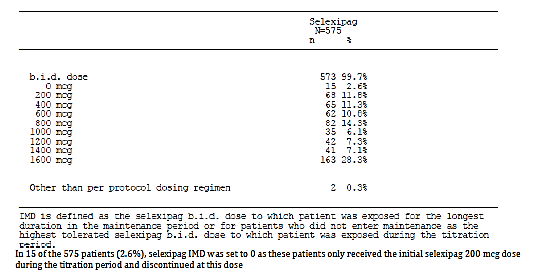 Selexipag
N=575
n %
b.i.d. dose 573 99.7%
0 mcg 15 2.6%
200 mcg 68 11.8%
400 mcg 65 11.3%
600 mcg 62 10.8%
800 mcg 82 14.3%
1000 mcg 35 6.1%
1200 mcg 42 7.3%
1400 mcg 41 7.1%
1600 mcg 163 28.3%
Other than per protocol dosing regimen 2 0.3%
IMD is defined as the selexipag b.i.d. dose to which patient was exposed for the longest
duration in the maintenance period or for patients who did not enter maintenance as the
highest tolerated selexipag b.i.d. dose to which patient was exposed during the titration
period.
In 15 of the 575 patients (2.6%), selexipag IMD was set to 0 as these patients only received the initial selexipag 200 mcg dose
during the titration period and discontinued at this dose